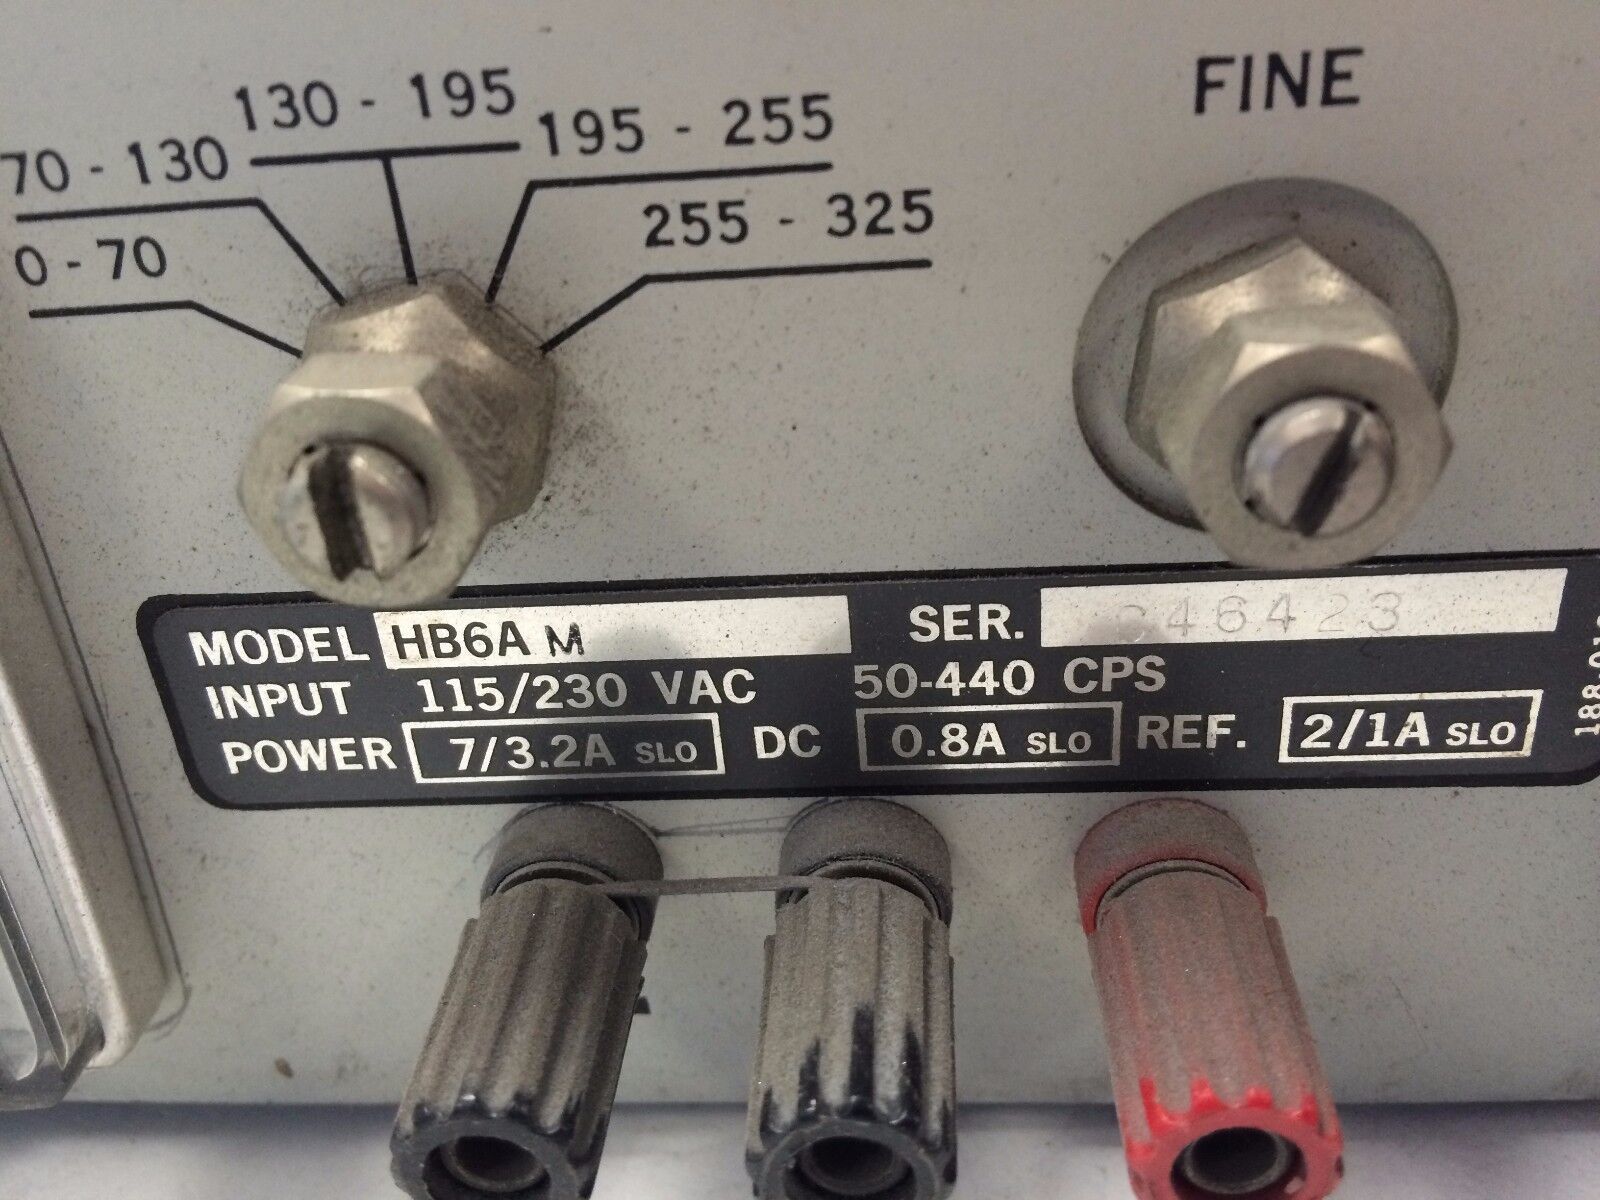 130 - 195
70 - 130
195 - 255
0 - 70
255 - 325
FINE
MODEL HB6A M SER. C46423
INPUT 115/230 VAC 50-440 CPS
POWER 7/3.2A SLO DC 0.8A SLO REF. 2/1A SLO